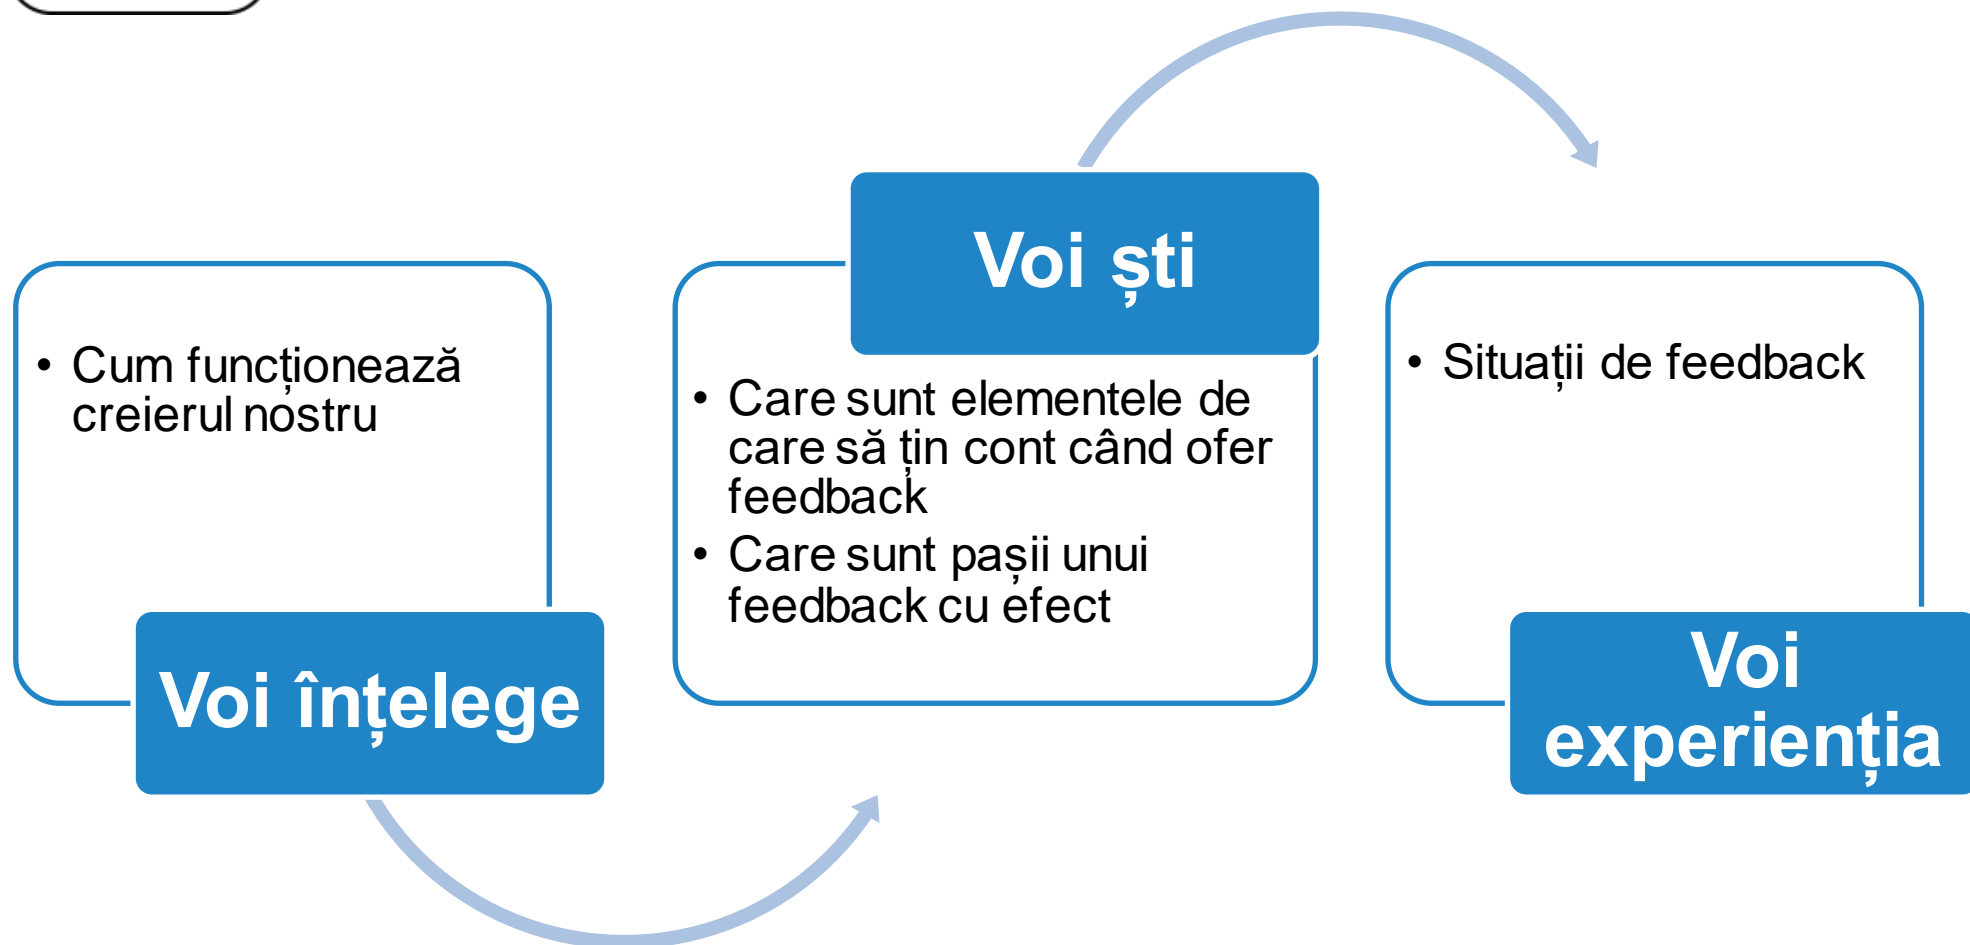 • Cum funcționează
creierul nostru
Voi înțelege
Voi ști
• Care sunt elementele de
care să țin cont când ofer
feedback
• Care sunt pașii unui
feedback cu efect
• Situații de feedback
Voi
experienția